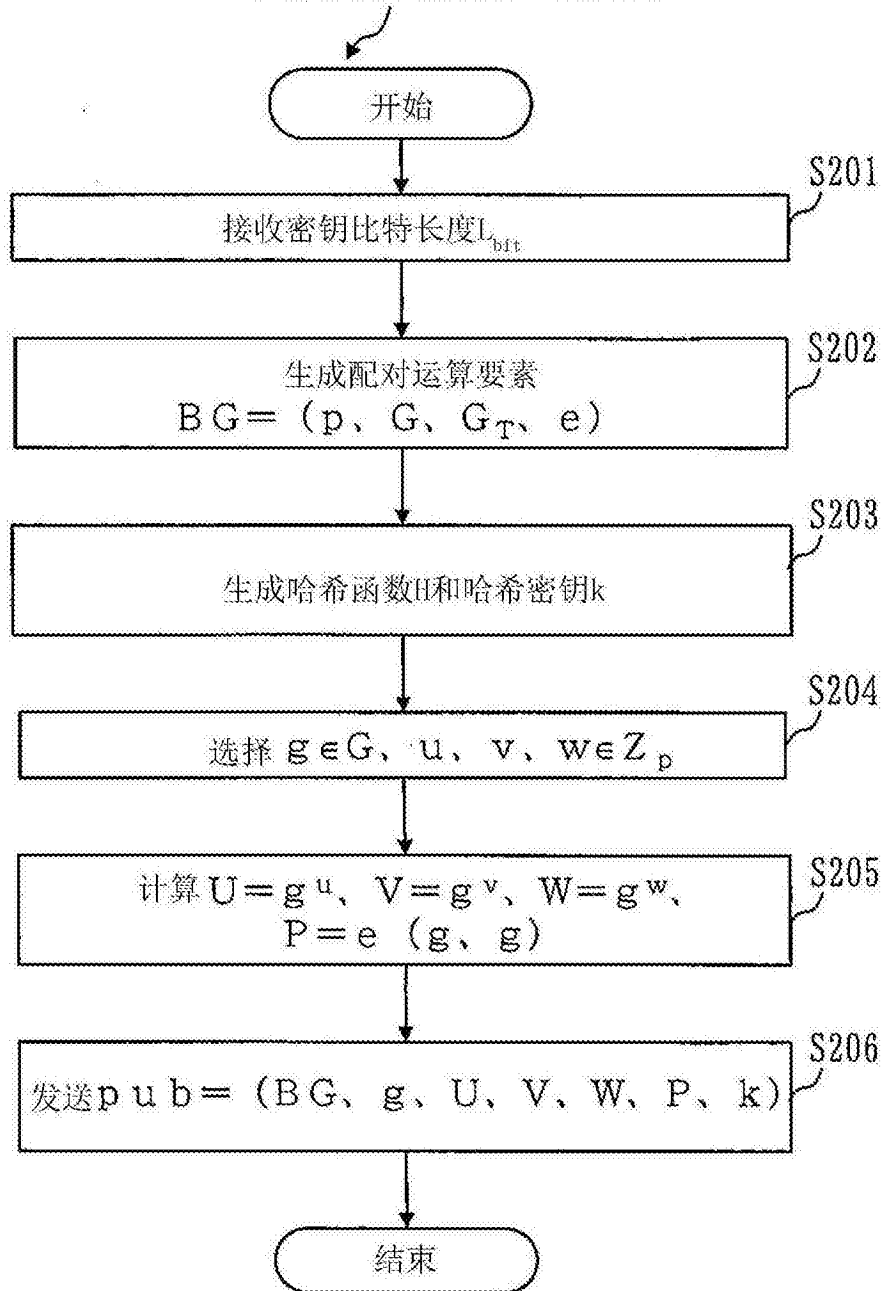 开始
S201
接收密钥比特长度L_bit
S202
生成配对运算要素
BG=(p、G、G_T、e)
S203
生成哈希函数H和哈希密钥k
S204
选择 g∈G、u、v、w∈Z_p
S205
计算U=g^u、V=g^v、W=g^w、
P=e(g、g)
S206
发送pub=(BG、g、U、V、W、P、k)
结束